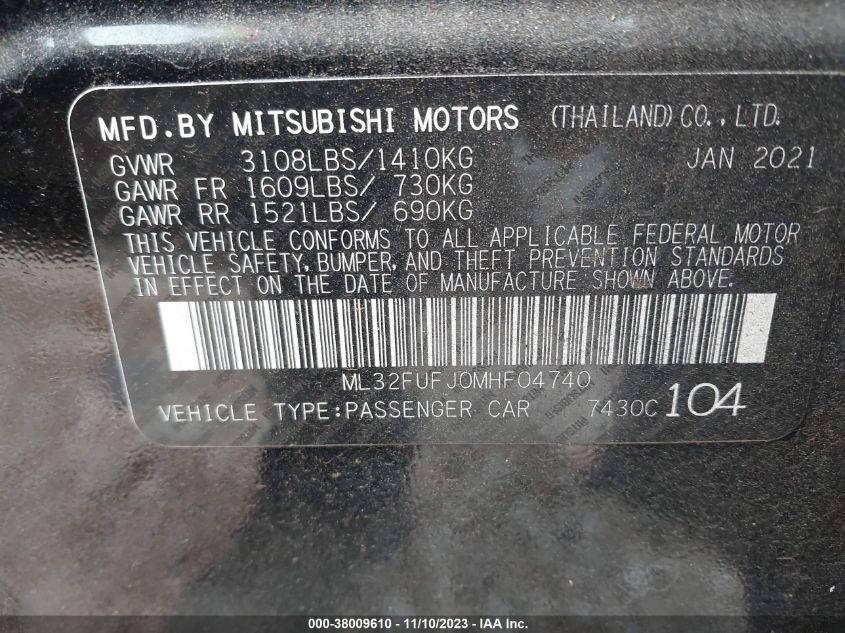 MFD.BY MITSUBISHI MOTORS (THAILAND) CO., LTD.
GVWR 3108LBS/1410KG JAN 2021
GAWR FR 1609LBS/ 730KG
GAWR RR 1521LBS/ 690KG
THIS VEHICLE CONFORMS TO ALL APPLICABLE FEDERAL MOTOR
VEHICLE SAFETY, BUMPER, AND THEFT PREVENTION STANDARDS
IN EFFECT ON THE DATE OF MANUFACTURE SHOWN ABOVE.
ML32FUFJ0MHF04740
VEHICLE TYPE:PASSENGER CAR 7430C 104
000-38009610 - 11/10/2023 - IAA Inc.